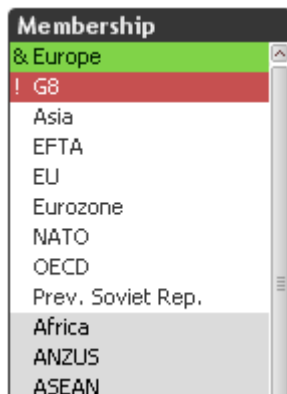 Membership
& Europe
! G8
Asia
EFTA
EU
Eurozone
NATO
OECD
Prev. Soviet Rep.
Africa
ANZUS
ASEAN